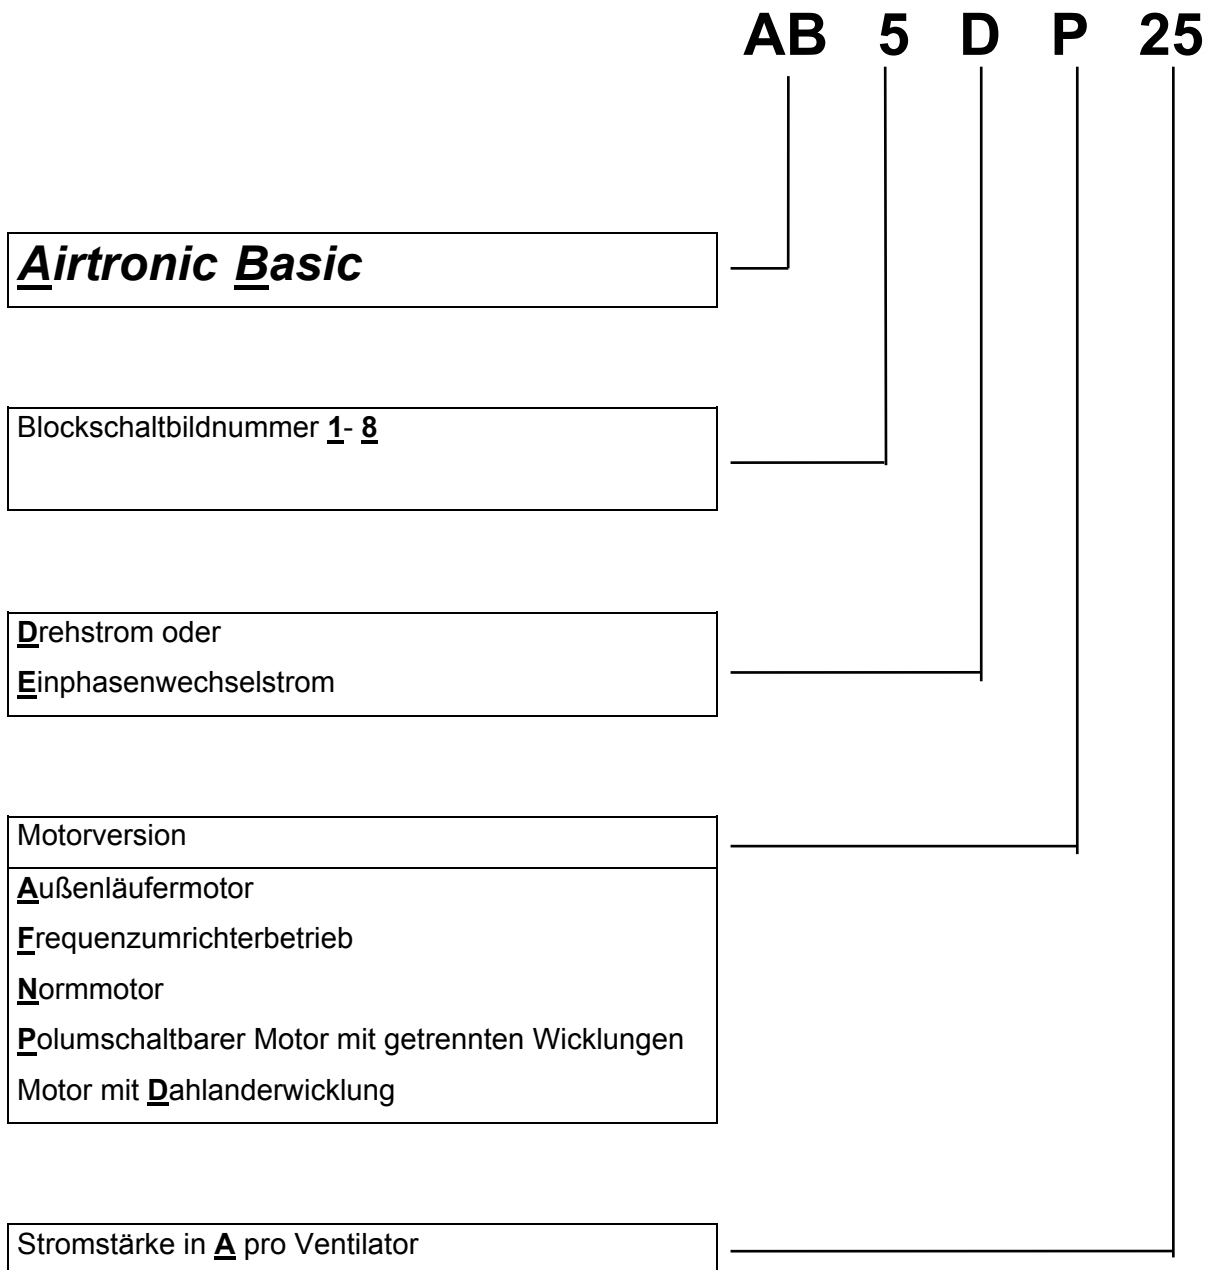 AB 5 D P 25
Airtronic Basic
Blockschaltbildnummer 1- 8
Drehstrom oder
Einphasenwechselstrom
Motorversion
Außenläufermotor
Frequenzumrichterbetrieb
Normmotor
Polumschaltbarer Motor mit getrennten Wicklungen
Motor mit Dahlanderwicklung
Stromstärke in A pro Ventilator